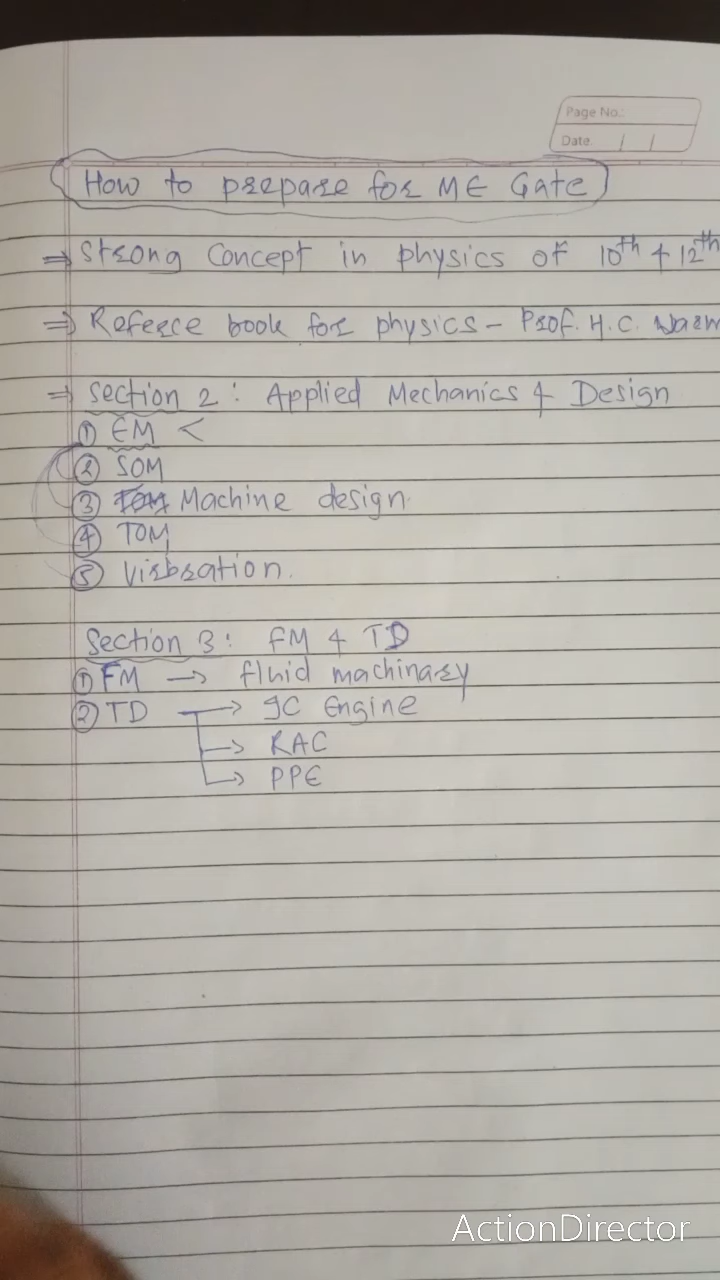 Page No.:
Date / /
How to prepare for ME Gate
⇒ Strong Concept in physics of 10th & 12th
⇒ Referce book for physics - Prof. H.C.
⇒ Section 2 : Applied Mechanics & Design
① EM <
② SOM
③ Machine design.
④ TOM
⑤ Virbration.
Section 3 : FM & TD
① FM → fluid machinary
② TD → IC Engine
→ RAC
→ PPE
ActionDirector